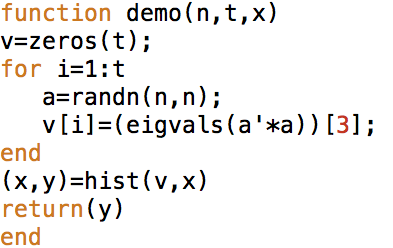 function demo(n,t,x)
v=zeros(t);
for i=1:t
   a=randn(n,n);
   v[i]=(eigvals(a'*a))[3];
end
(x,y)=hist(v,x)
return(y)
end